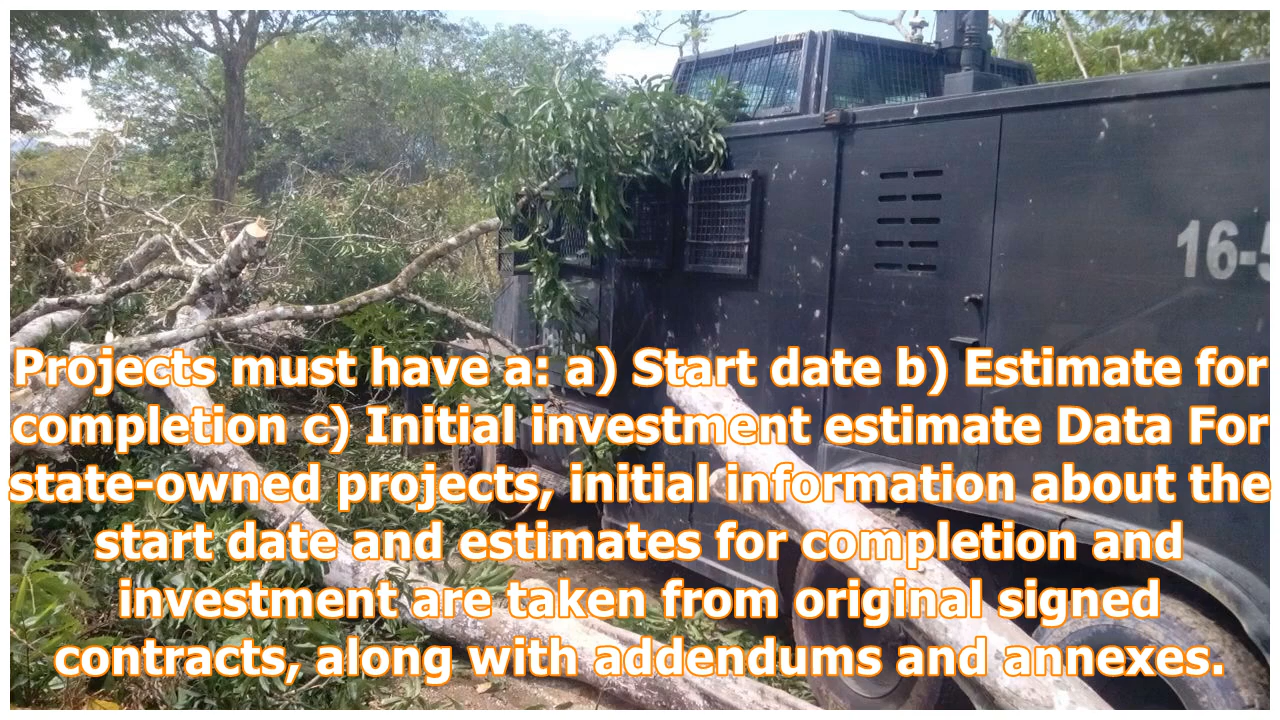 16-5
Projects must have a: a) Start date b) Estimate for
completion c) Initial investment estimate Data For
state-owned projects, initial information about the
start date and estimates for completion and
investment are taken from original signed
contracts, along with addendums and annexes.